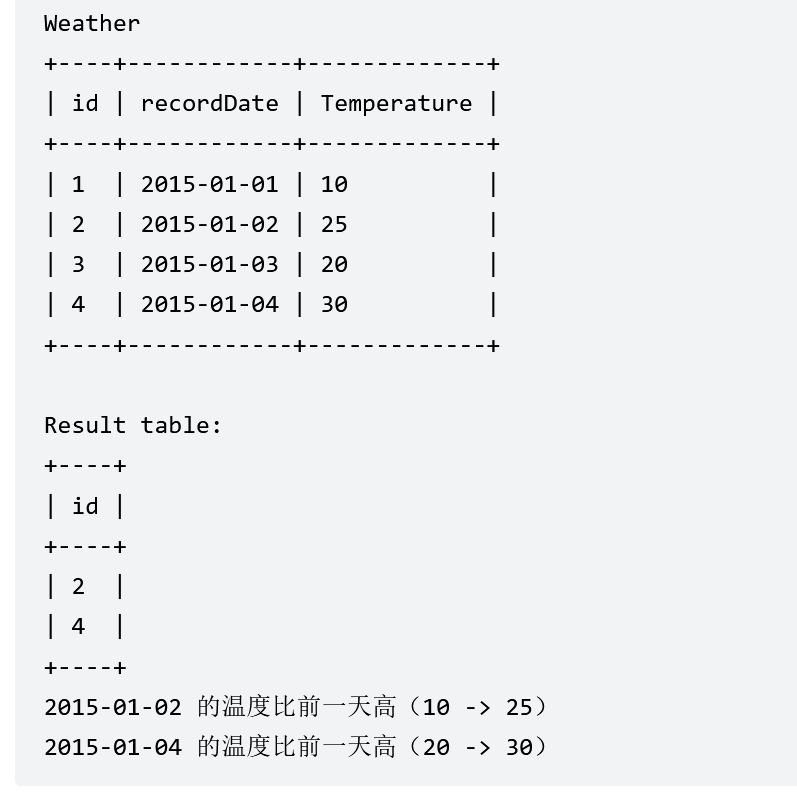 Weather
+----+------------+-------------+
| id | recordDate | Temperature |
+----+------------+-------------+
| 1  | 2015-01-01 | 10          |
| 2  | 2015-01-02 | 25          |
| 3  | 2015-01-03 | 20          |
| 4  | 2015-01-04 | 30          |
+----+------------+-------------+

Result table:
+----+
| id |
+----+
| 2  |
| 4  |
+----+
2015-01-02 的温度比前一天高（10 -> 25）
2015-01-04 的温度比前一天高（20 -> 30）